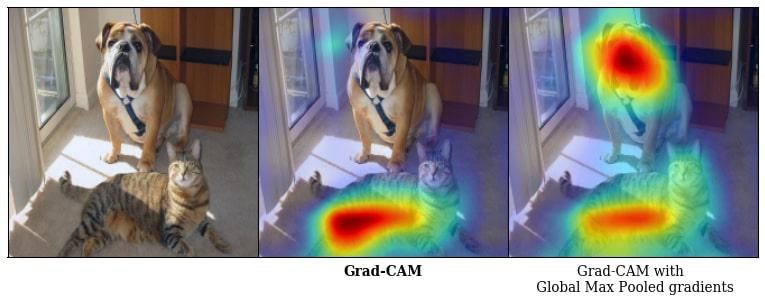 Grad-CAM
Grad-CAM with
Global Max Pooled gradients